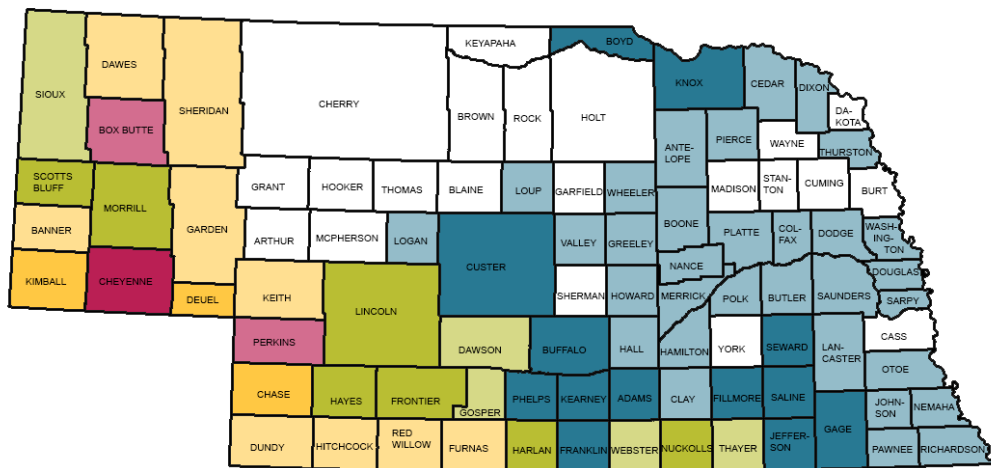 KEYAPAHA
BOYD
DAWES
SIOUX
BOX BUTTE
SHERIDAN
CHERRY
BROWN
ROCK
HOLT
KNOX
CEDAR
DIXON
DA-
KOTA
ANTE-
LOPE
PIERCE
WAYNE
THURSTON
SCOTTS
BLUFF
MORRILL
GARDEN
GRANT
HOOKER
THOMAS
BLAINE
LOUP
GARFIELD
WHEELER
MADISON
STAN-
TON
CUMING
BURT
BANNER
ARTHUR
MCPHERSON
LOGAN
CUSTER
VALLEY
GREELEY
BOONE
PLATTE
COL-
FAX
DODGE
WASH-
ING-
TON
KIMBALL
CHEYENNE
DEUEL
KEITH
LINCOLN
SHERMAN
HOWARD
NANCE
MERRICK
POLK
BUTLER
SAUNDERS
DOUGLAS
SARPY
PERKINS
DAWSON
BUFFALO
HALL
HAMILTON
YORK
SEWARD
LAN-
CASTER
CASS
OTOE
CHASE
HAYES
FRONTIER
GOSPER
PHELPS
KEARNEY
ADAMS
CLAY
FILLMORE
SALINE
GAGE
JOHN-
SON
NEMAHA
DUNDY
HITCHCOCK
RED
WILLOW
FURNAS
HARLAN
FRANKLIN
WEBSTER
NUCKOLLS
THAYER
JEFFER-
SON
PAWNEE
RICHARDSON